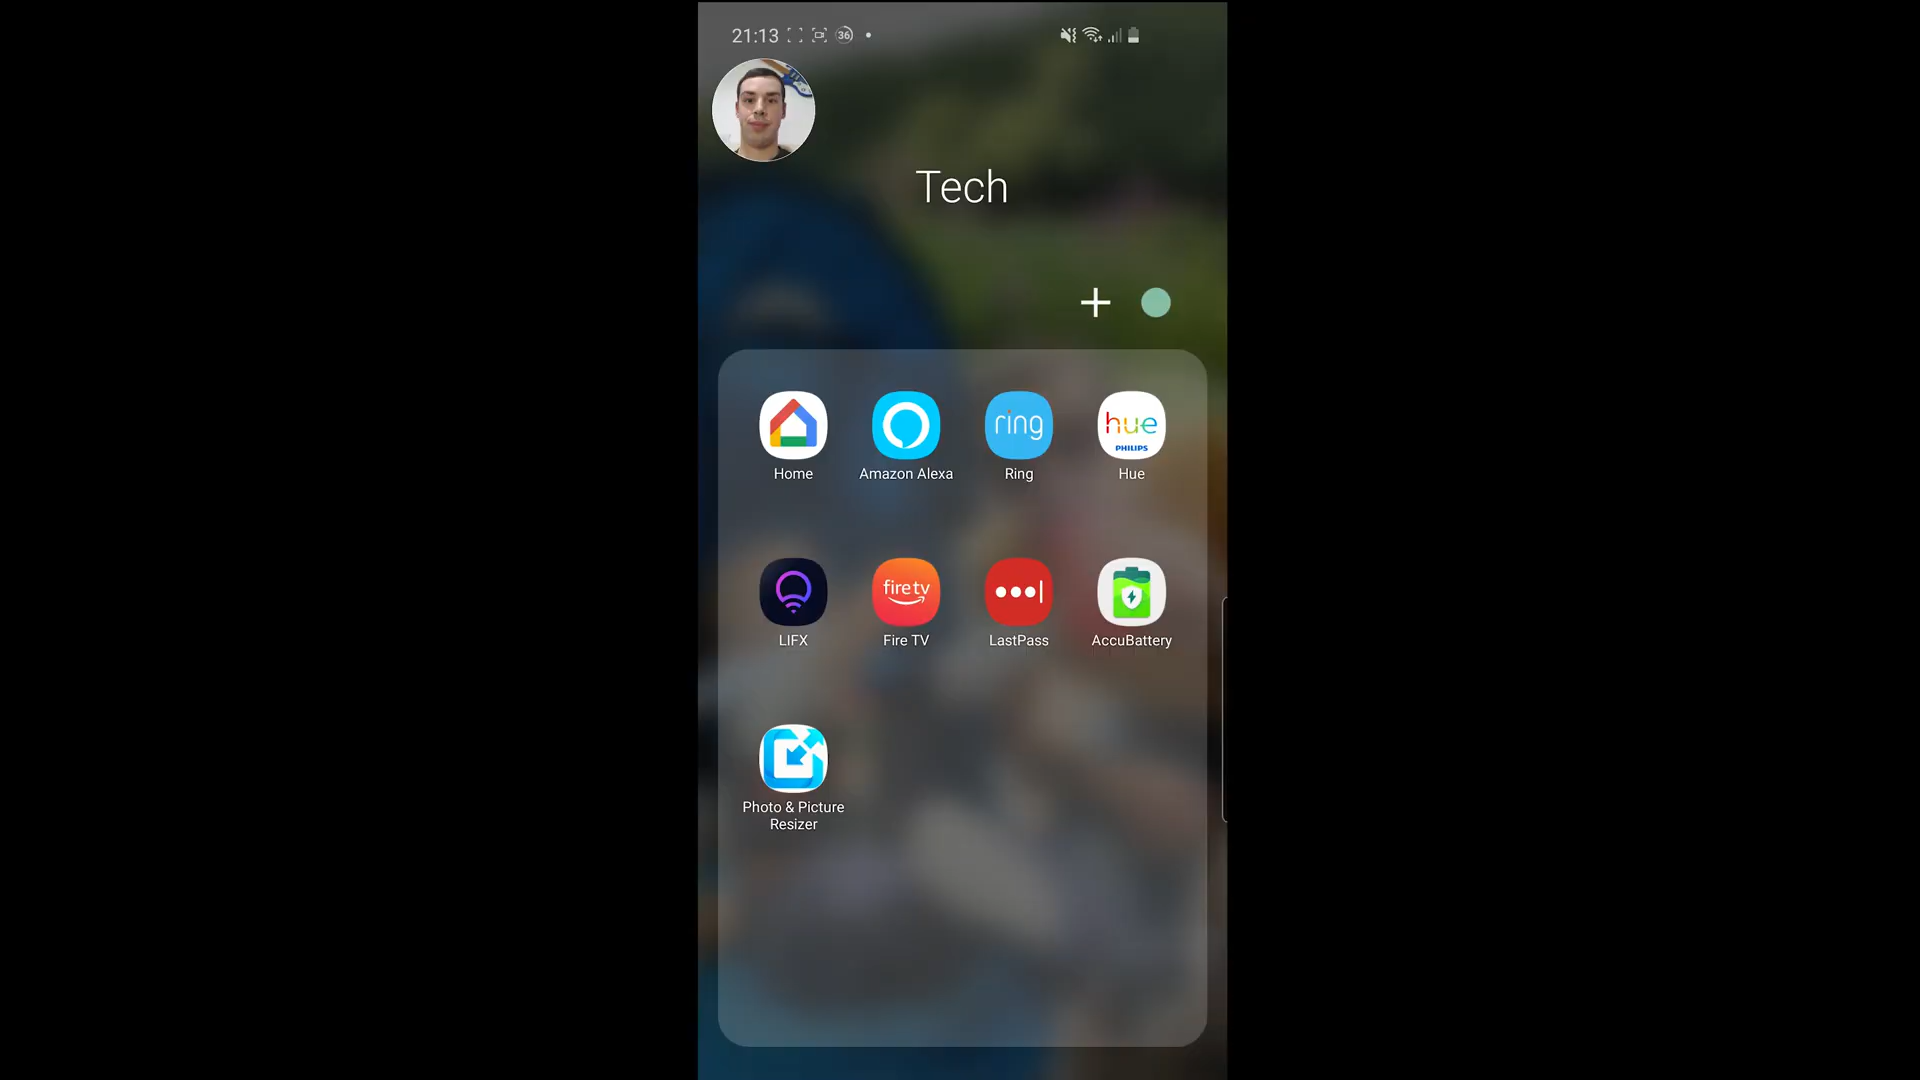 21:13 36
Tech
ring
hue
PHILIPS
Home Amazon Alexa Ring Hue
fire tv
LIFX Fire TV LastPass AccuBattery
Photo & Picture
Resizer